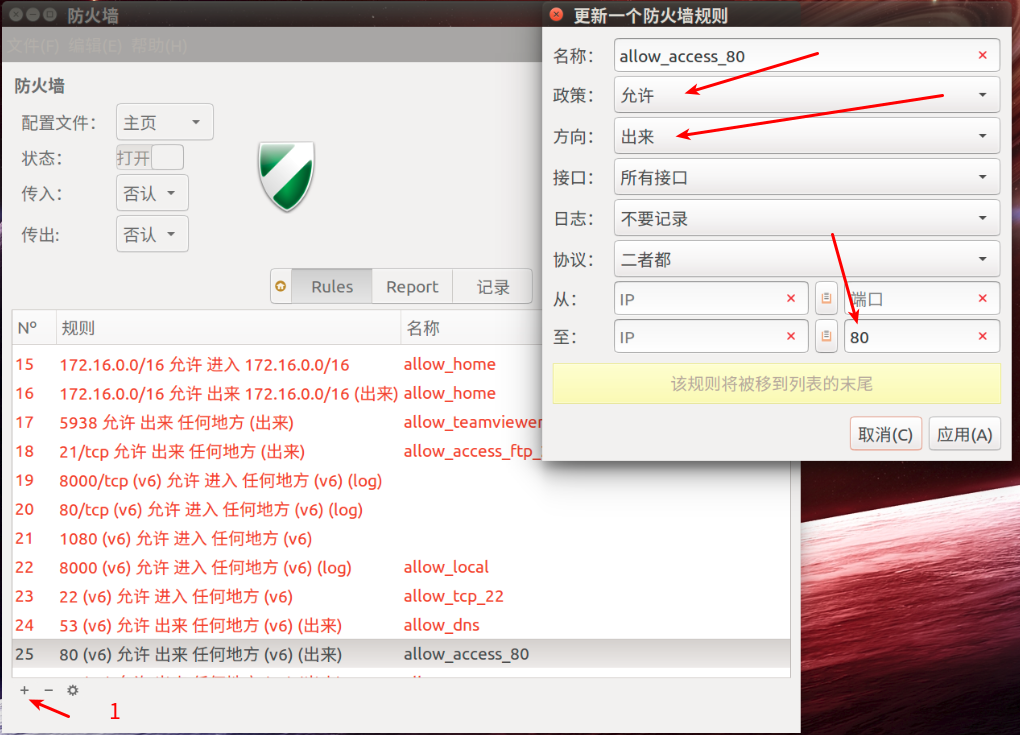 防火墙
文件(F) 编辑(E) 帮助(H)
防火墙
配置文件： 主页
状态： 打开
传入： 否认
传出: 否认
Rules Report 记录
Nº 规则 名称
15 172.16.0.0/16 允许 进入 172.16.0.0/16 allow_home
16 172.16.0.0/16 允许 出来 172.16.0.0/16 (出来) allow_home
17 5938 允许 出来 任何地方 (出来) allow_teamviewer
18 21/tcp 允许 出来 任何地方 (出来) allow_access_ftp_
19 8000/tcp (v6) 允许 进入 任何地方 (v6) (log)
20 80/tcp (v6) 允许 进入 任何地方 (v6) (log)
21 1080 (v6) 允许 进入 任何地方 (v6)
22 8000 (v6) 允许 进入 任何地方 (v6) (log) allow_local
23 22 (v6) 允许 进入 任何地方 (v6) allow_tcp_22
24 53 (v6) 允许 出来 任何地方 (v6) (出来) allow_dns
25 80 (v6) 允许 出来 任何地方 (v6) (出来) allow_access_80
1
更新一个防火墙规则
名称： allow_access_80
政策： 允许
方向： 出来
接口： 所有接口
日志： 不要记录
协议： 二者都
从： IP 端口
至： IP 80
该规则将被移到列表的末尾
取消(C) 应用(A)